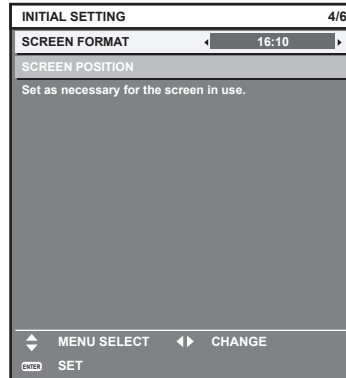 INITIAL SETTING 4/6
SCREEN FORMAT 16:10
SCREEN POSITION
Set as necessary for the screen in use.
MENU SELECT CHANGE
ENTER SET